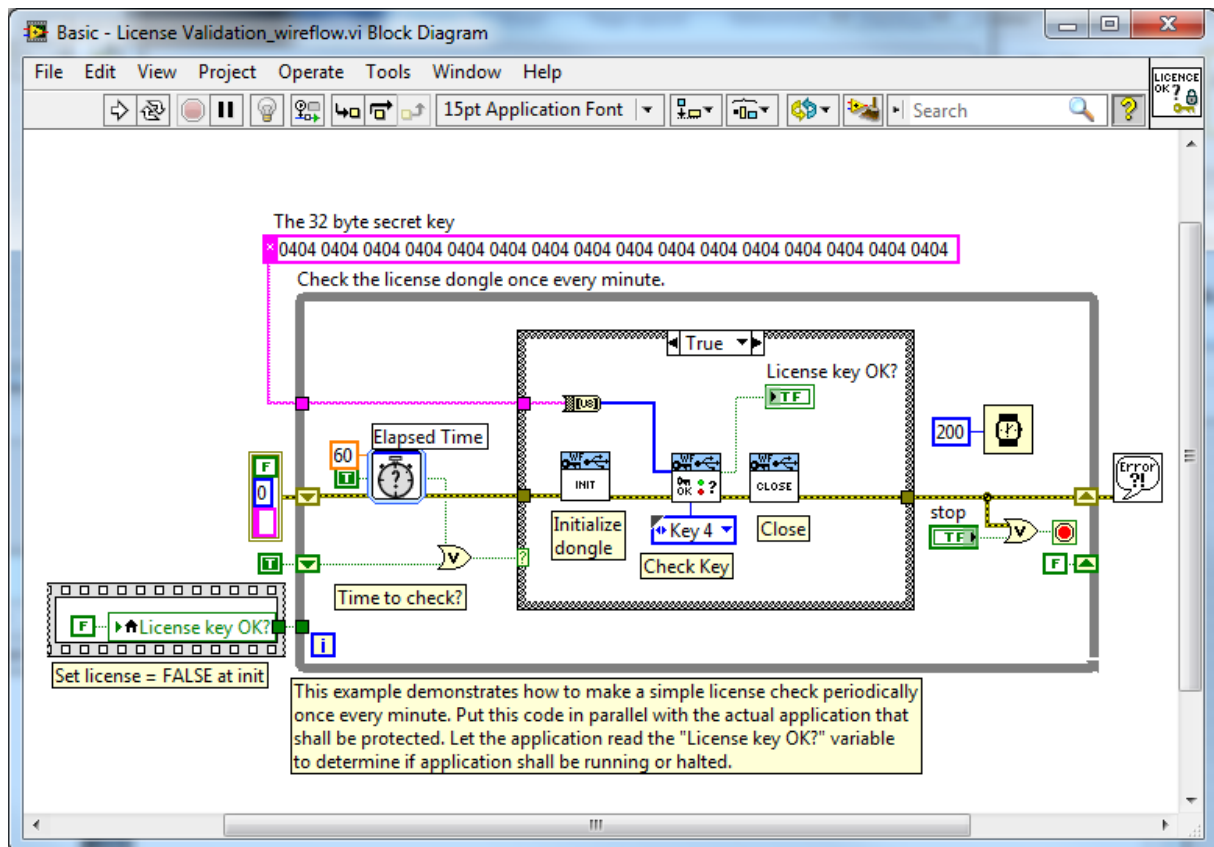 Basic - License Validation_wireflow.vi Block Diagram
File Edit View Project Operate Tools Window Help
15pt Application Font
Search
LICENCE
OK?
The 32 byte secret key
0404 0404 0404 0404 0404 0404 0404 0404 0404 0404 0404 0404 0404 0404 0404 0404
Check the license dongle once every minute.
True
License key OK?
TF
[U8]
Elapsed Time
60
T
200
F
0
WF
INIT
WF
OK ?
WF
CLOSE
Error
?!
Initialize
dongle
Key 4
Close
stop
TF
Check Key
V
V
T
?
F
Time to check?
F
License key OK?
i
Set license = FALSE at init
This example demonstrates how to make a simple license check periodically
once every minute. Put this code in parallel with the actual application that
shall be protected. Let the application read the "License key OK?" variable
to determine if application shall be running or halted.